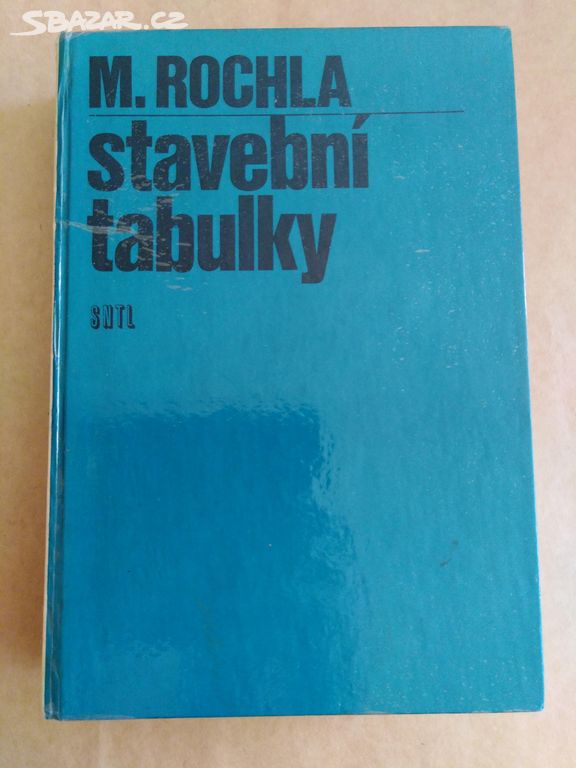 SBAZAR.CZ
M. ROCHLA
stavební
tabulky
SNTL